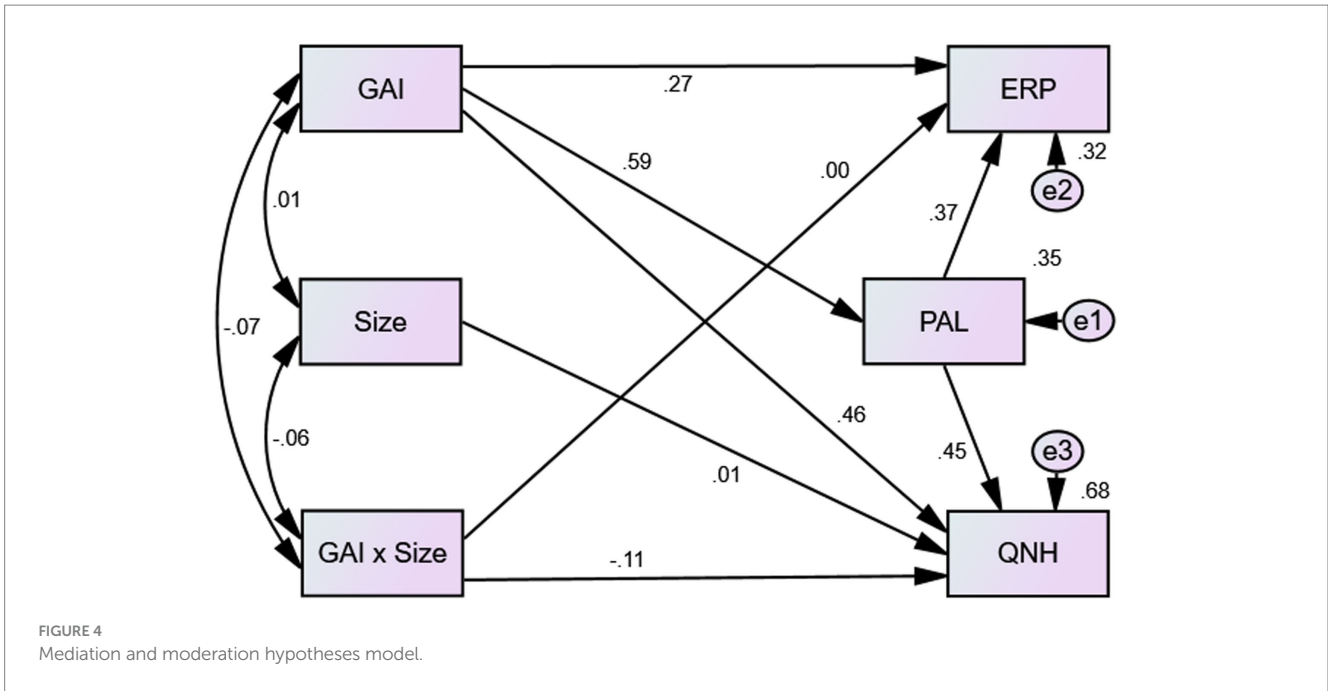 GAI
ERP
.27
.59
.00
.32
e2
.01
.37
.35
Size
PAL
e1
-.07
.46
-.06
.45
e3
.01
.68
GAI x Size
-.11
QNH
FIGURE 4
Mediation and moderation hypotheses model.